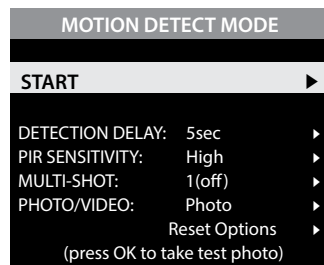 MOTION DETECT MODE
START
DETECTION DELAY: 5sec
PIR SENSITIVITY: High
MULTI-SHOT: 1(off)
PHOTO/VIDEO: Photo
Reset Options
(press OK to take test photo)